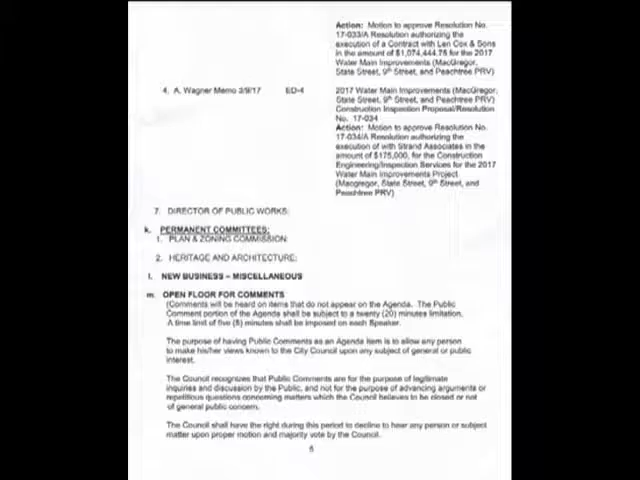 Action: Motion to approve Resolution No.
17-033/A Resolution authorizing the
execution of a Contract with Len Cox & Sons
in the amount of $1,074,444.75 for the 2017
Water Main Improvements (MacGregor,
State Street, 9th Street, and Peachtree PRV)
4. A. Wagner Memo 3/9/17 ED-4 2017 Water Main Improvements (MacGregor,
State Street, 9th Street, and Peachtree PRV)
Construction Inspection Proposal/Resolution
No. 17-034
Action: Motion to approve Resolution No.
17-034/A Resolution authorizing the
execution of with Strand Associates in the
amount of $175,000, for the Construction
Engineering/Inspection Services for the 2017
Water Main Improvements Project
(Macgregor, State Street, 9th Street, and
Peachtree PRV)
7. DIRECTOR OF PUBLIC WORKS:
k. PERMANENT COMMITTEES:
1. PLAN & ZONING COMMISSION:
2. HERITAGE AND ARCHITECTURE:
l. NEW BUSINESS – MISCELLANEOUS
m. OPEN FLOOR FOR COMMENTS
(Comments will be heard on items that do not appear on the Agenda. The Public
Comment portion of the Agenda shall be subject to a twenty (20) minutes limitation.
A time limit of five (5) minutes shall be imposed on each Speaker.
The purpose of having Public Comments as an Agenda item is to allow any person
to make his/her views known to the City Council upon any subject of general or public
interest.
The Council recognizes that Public Comments are for the purpose of legitimate
inquiries and discussion by the Public, and not for the purpose of advancing arguments or
repetitious questions concerning matters which the Council believes to be closed or not
of general public concern.
The Council shall have the right during this period to decline to hear any person or subject
matter upon proper motion and majority vote by the Council.